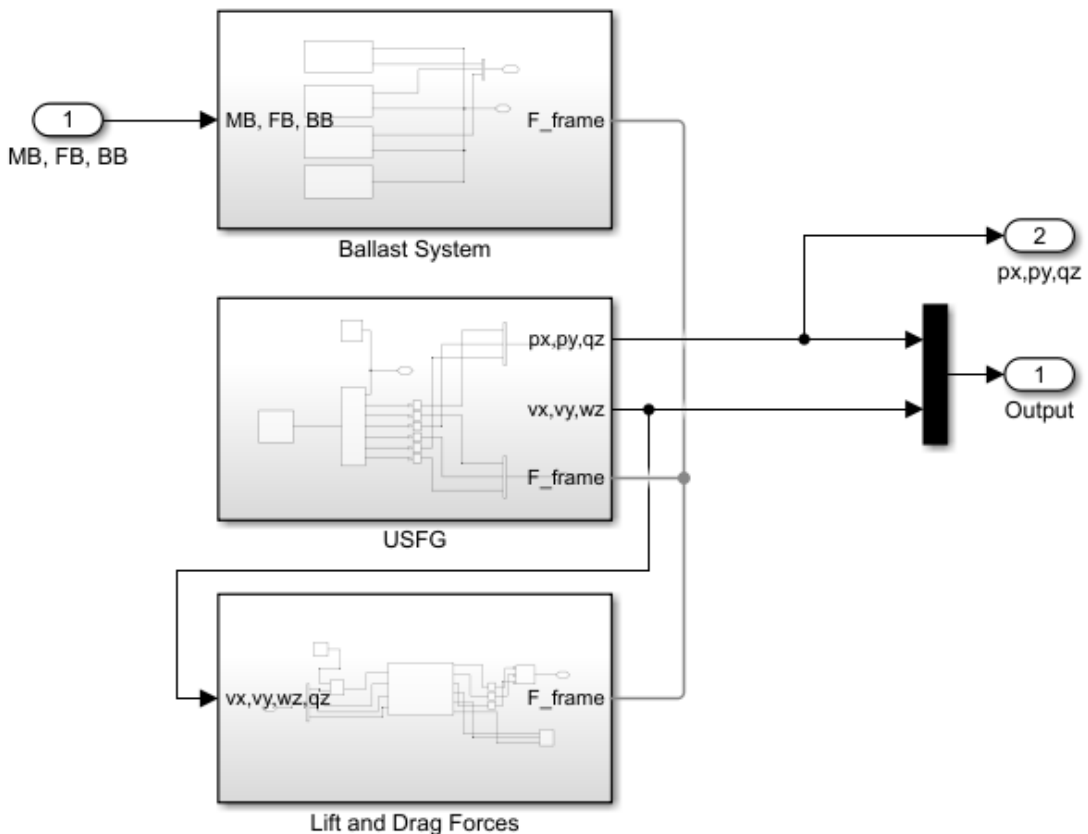 1
MB, FB, BB
MB, FB, BB
F_frame
Ballast System
2
px,py,qz
px,py,qz
vx,vy,wz
F_frame
USFG
1
Output
vx,vy,wz,qz
F_frame
Lift and Drag Forces